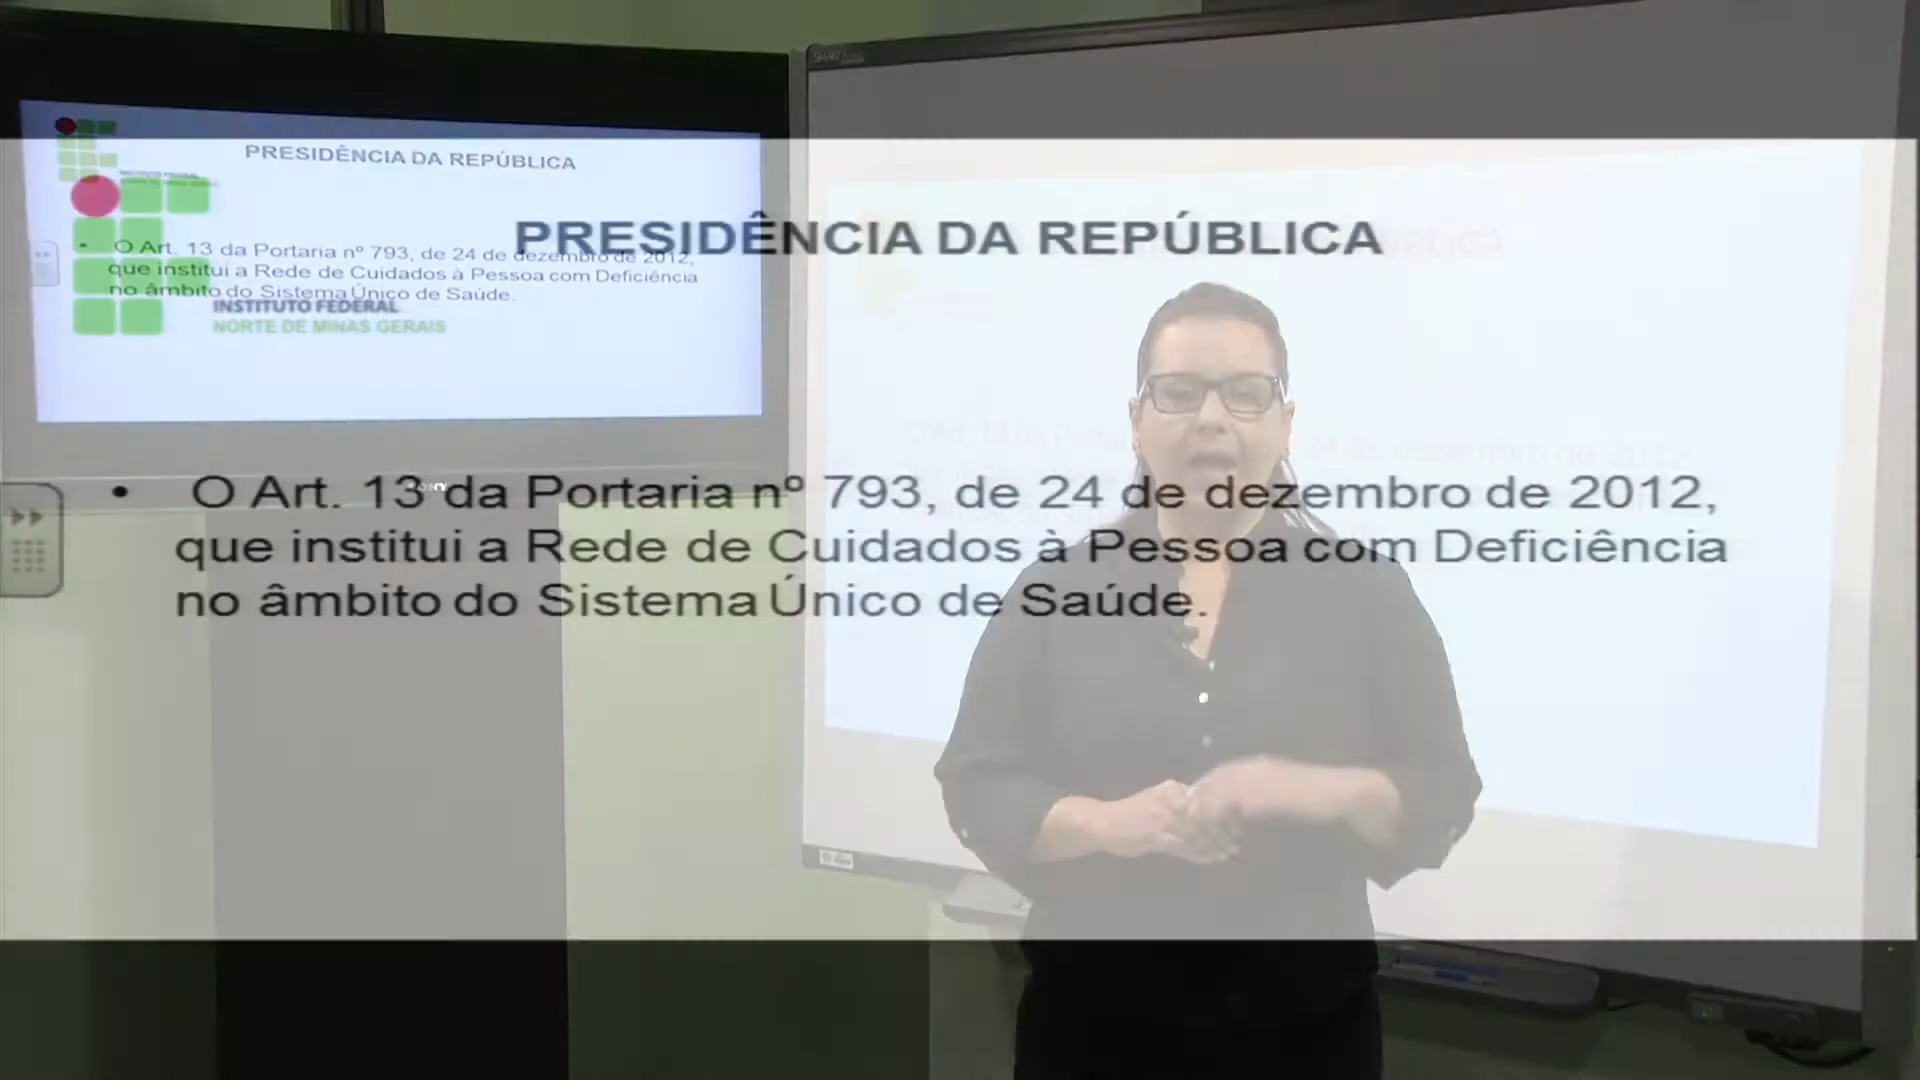 PRESIDÊNCIA DA REPÚBLICA
O Art. 13 da Portaria nº 793, de 24 de dezembro de 2012,
que institui a Rede de Cuidados à Pessoa com Deficiência
no âmbito do Sistema Único de Saúde.
INSTITUTO FEDERAL
NORTE DE MINAS GERAIS
PRESIDÊNCIA DA REPÚBLICA
• O Art. 13 da Portaria nº 793, de 24 de dezembro de 2012,
que institui a Rede de Cuidados à Pessoa com Deficiência
no âmbito do Sistema Único de Saúde.